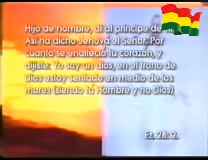 Hijo de hombre, di al príncipe de
Así ha dicho Jehová el Señor: Por
cuanto se enalteció tu corazón, y
dijiste: Yo soy un dios, en el trono de
Dios estoy sentado en medio de los
mares (siendo tú Hombre y no Dios)
Ez. 28:2.